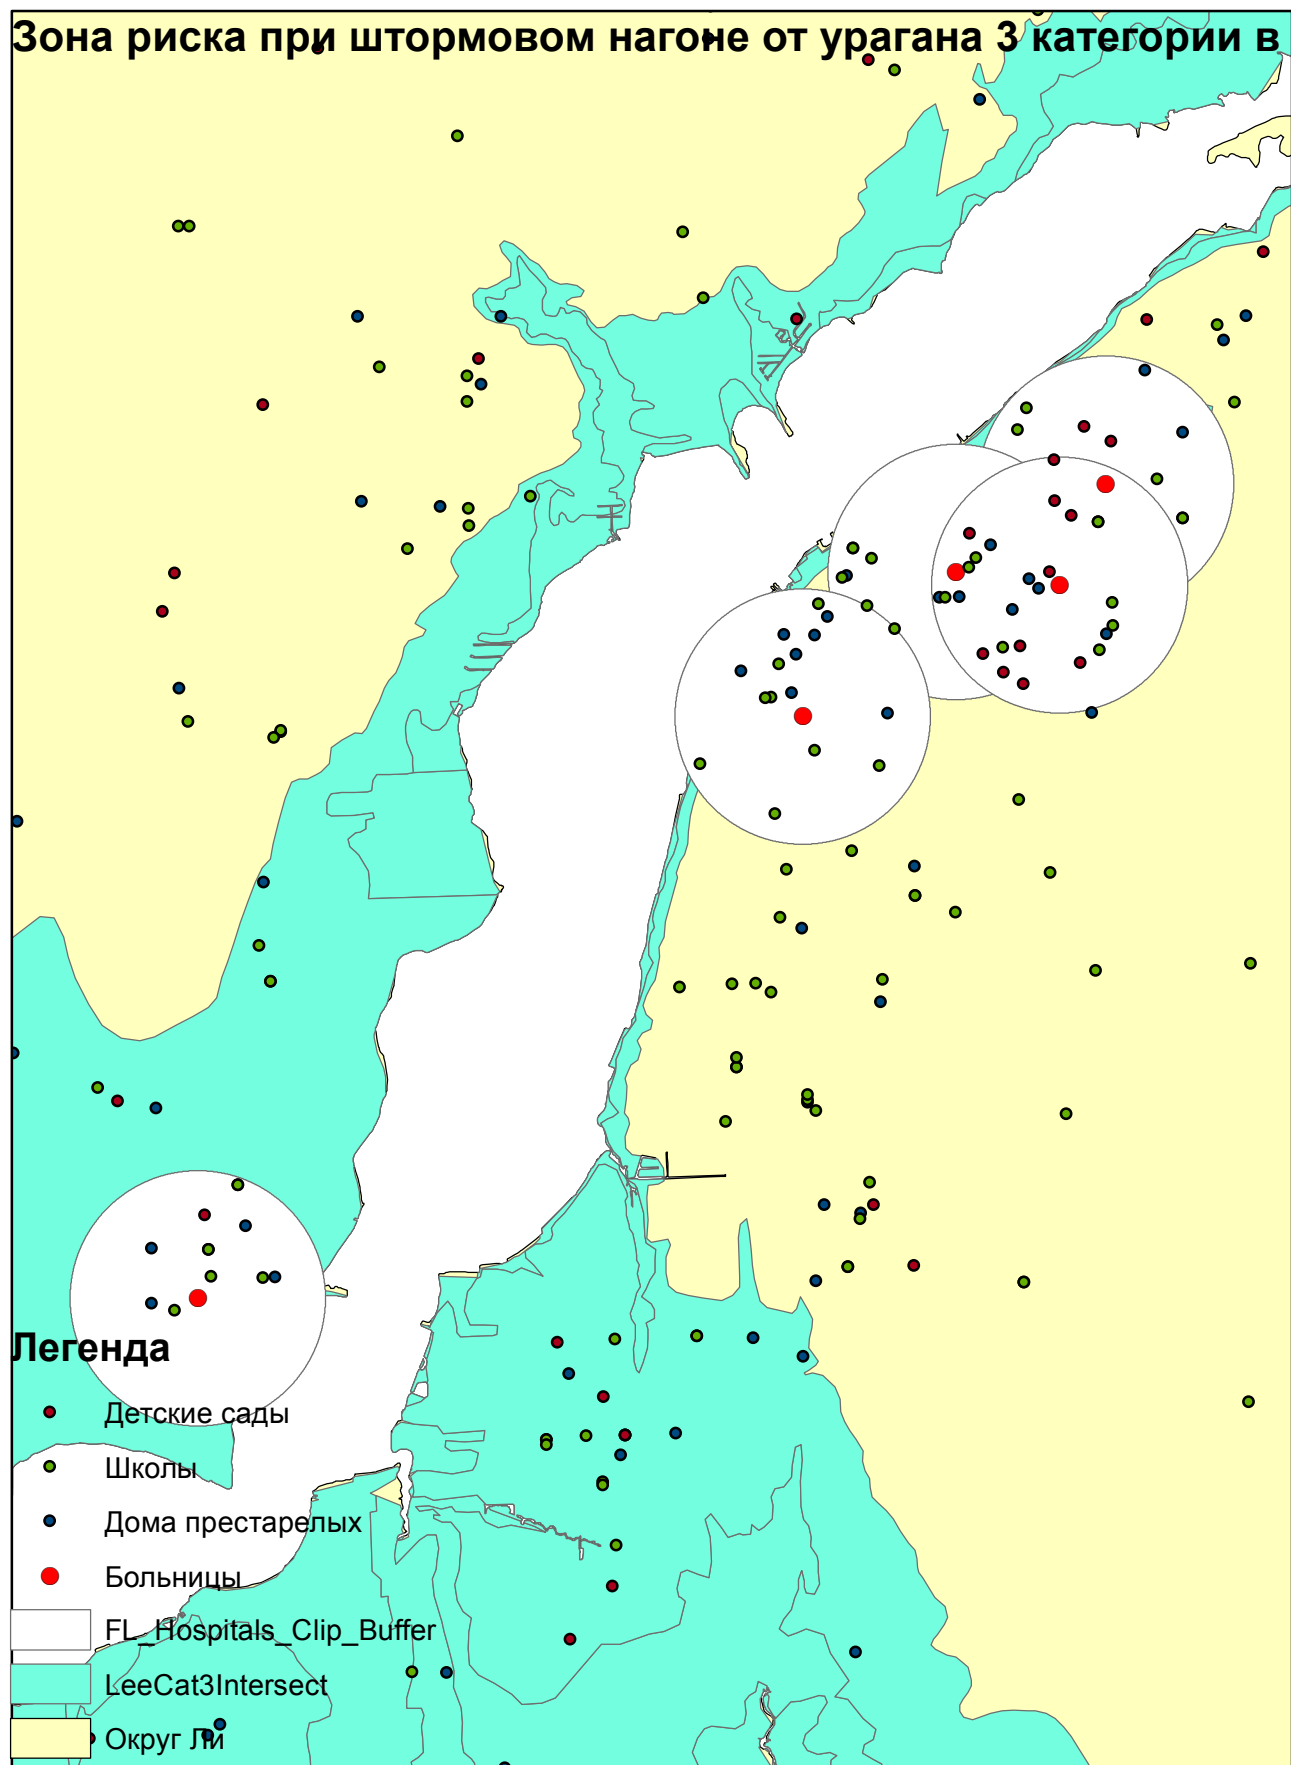 Зона риска при штормовом нагоне от урагана 3 категории в
Легенда
Детские сады
Школы
Дома престарелых
Больницы
FL_Hospitals_Clip_Buffer
LeeCat3Intersect
Округ Ли